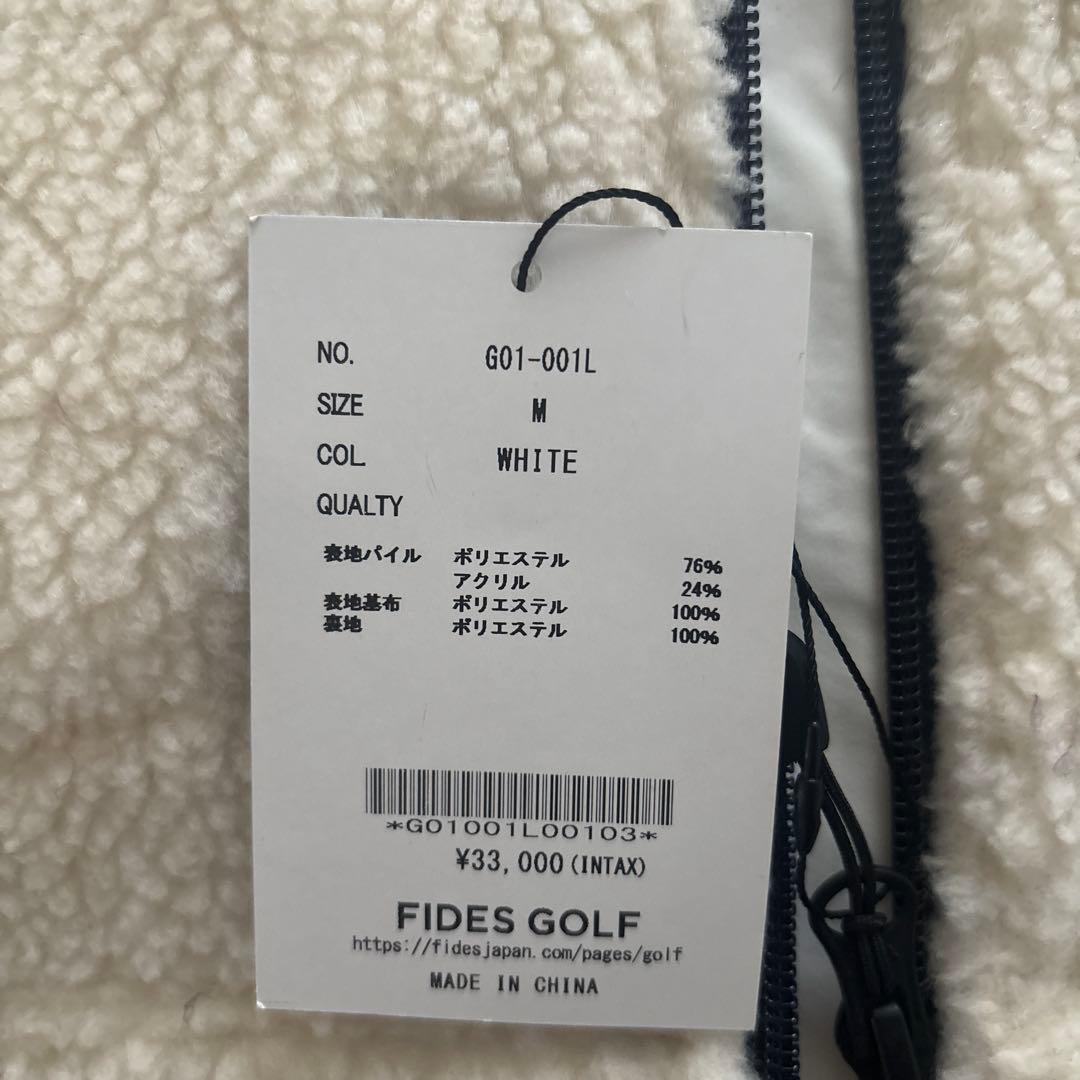 NO. G01-001L
SIZE M
COL. WHITE
QUALTY
表地パイル ポリエステル 76%
アクリル 24%
表地基布 ポリエステル 100%
裏地 ポリエステル 100%
*G01001L00103*
¥33,000(INTAX)
FIDES GOLF
https://fidesjapan.com/pages/golf
MADE IN CHINA